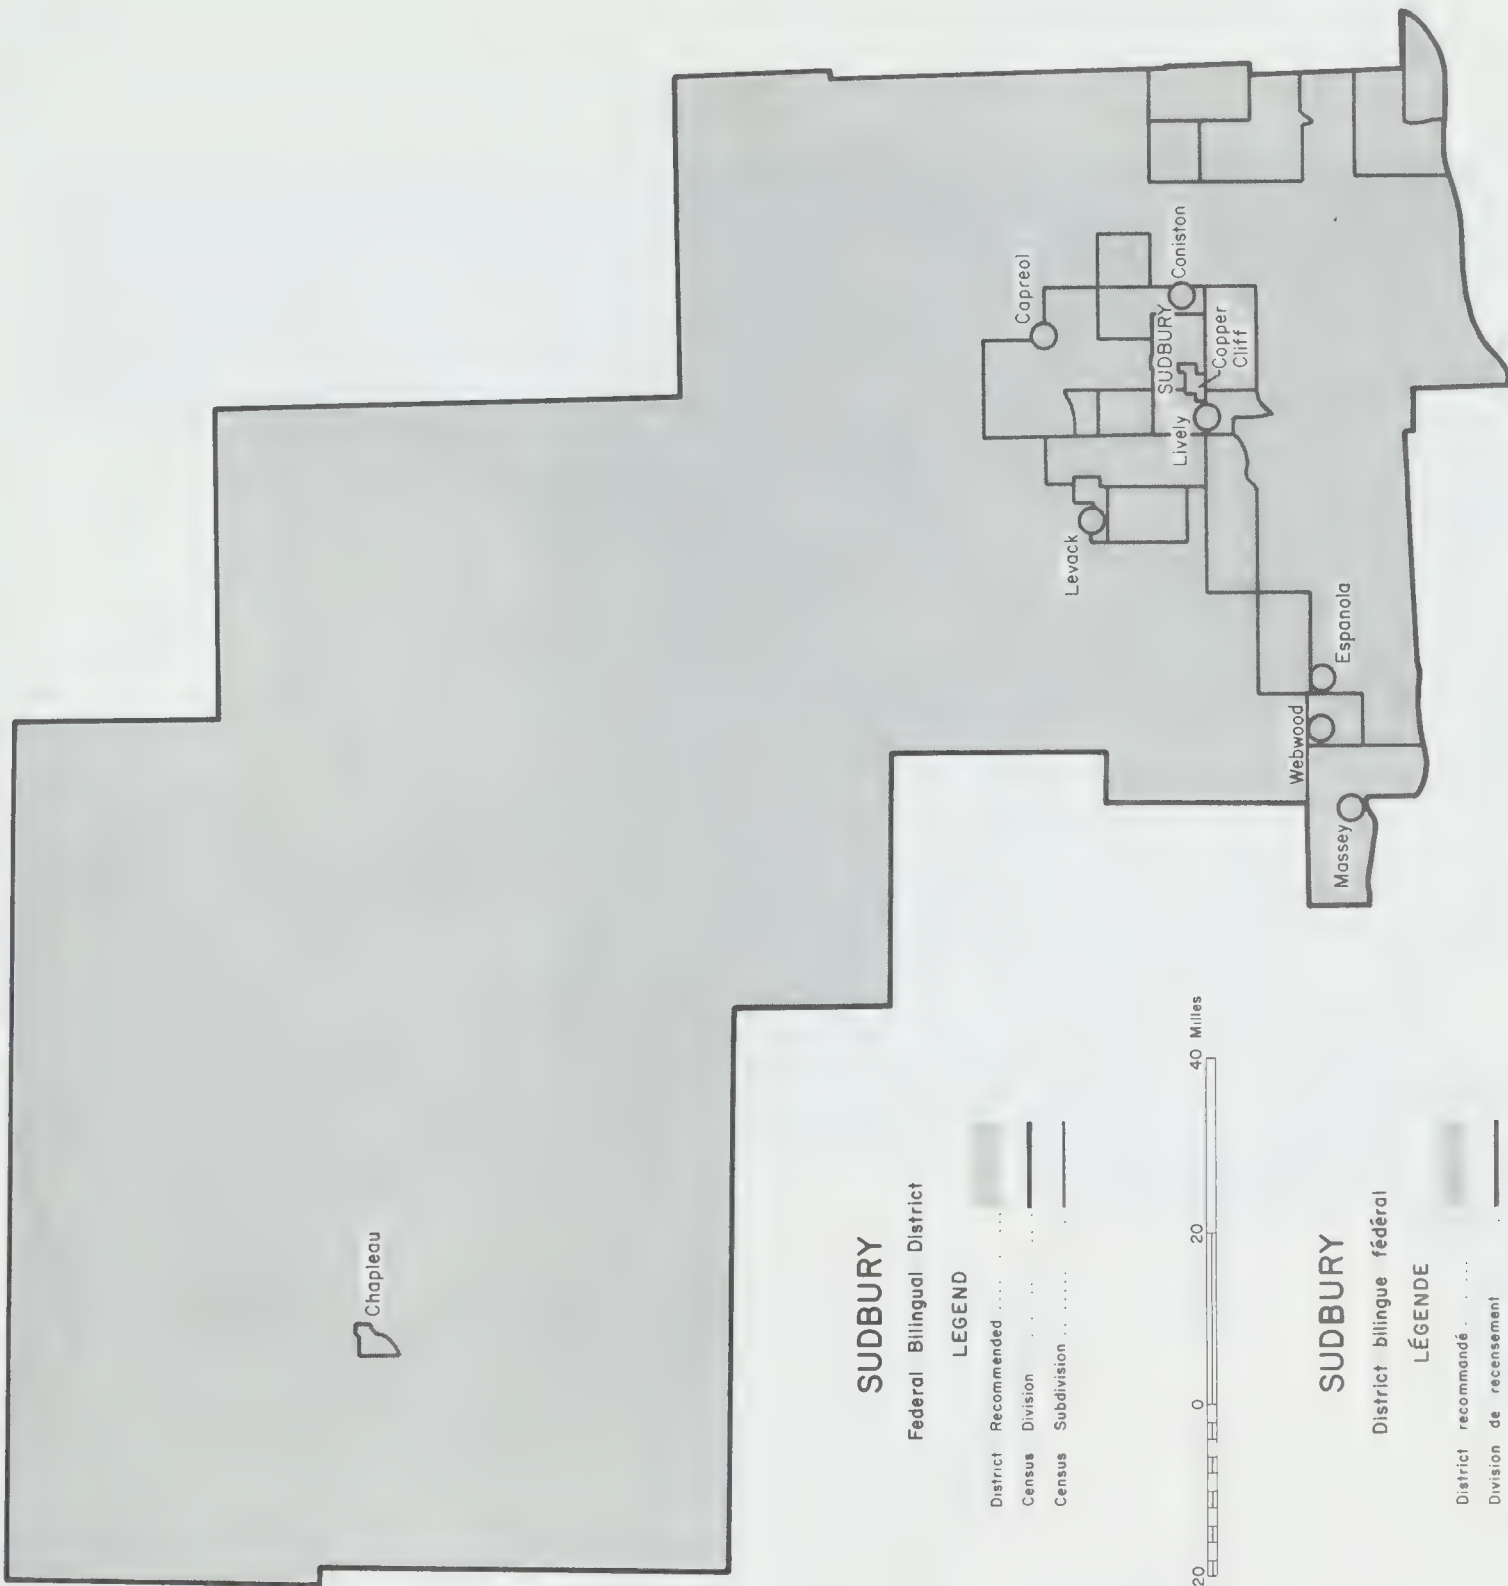 Chapleau
Capreol
Coniston
SUDBURY
Copper
Cliff
Lively
Levack
Espanola
Webwood
Massey
SUDBURY
Federal Bilingual District
LEGEND
District Recommended .... . ...
Census Division . . .. .. .
Census Subdivision .. ..... .
20 0 20 40 Milles
SUDBURY
District bilingue fédéral
LÉGENDE
District recommandé . . ...
Division de recensement .